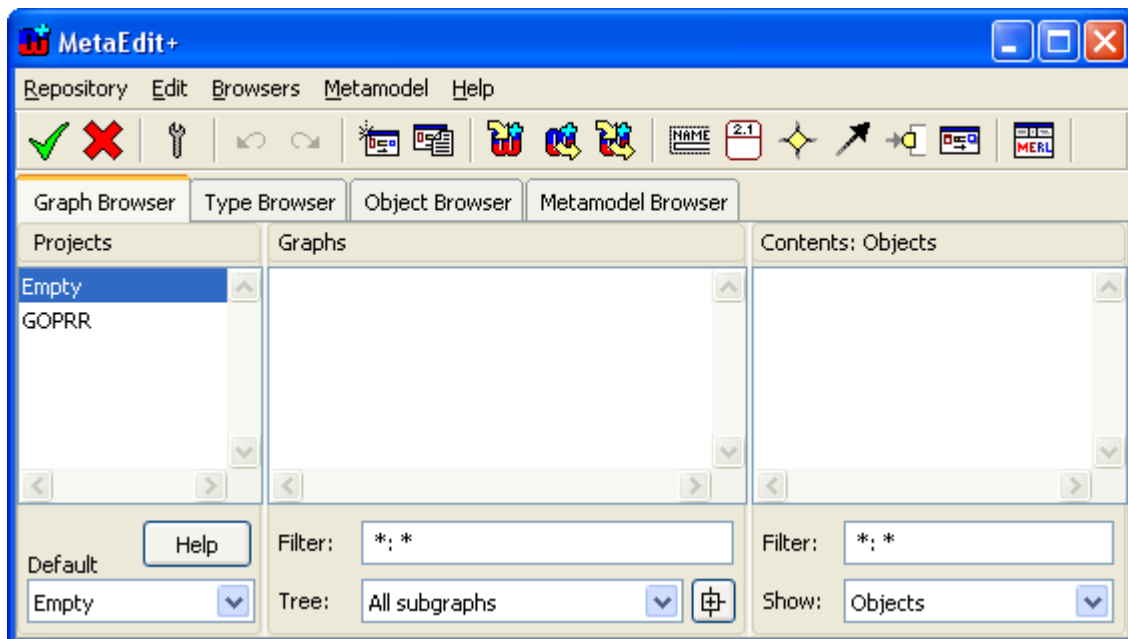 MetaEdit+
Repository Edit Browsers Metamodel Help
NAME 2.1 MERL
Graph Browser Type Browser Object Browser Metamodel Browser
Projects Graphs Contents: Objects
Empty
GOPRR
Help Filter: *: * Filter: *: *
Default
Empty Tree: All subgraphs Show: Objects